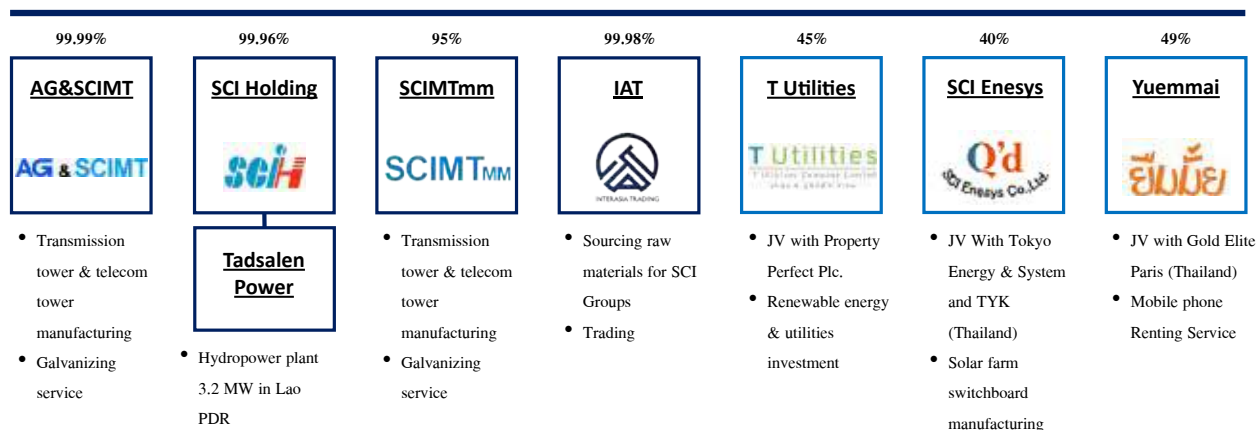 99.99%
99.96%
95%
99.98%
45%
40%
49%
AG&SCIMT
AG & SCIMT
• Transmission
tower & telecom
tower
manufacturing
• Galvanizing
service
SCI Holding
SCIH
Tadsalen
Power
• Hydropower plant
3.2 MW in Lao
PDR
SCIMTmm
SCIMTMM
• Transmission
tower & telecom
tower
manufacturing
• Galvanizing
service
IAT
INTERASIA TRADING
• Sourcing raw
materials for SCI
Groups
• Trading
T Utilities
T Utilities
T Utilities Company Limited
• JV with Property
Perfect Plc.
• Renewable energy
& utilities
investment
SCI Enesys
Q'd
SCI Enesys Co.,Ltd.
• JV With Tokyo
Energy & System
and TYK
(Thailand)
• Solar farm
switchboard
manufacturing
Yuemmai
ยืมมั้ย
• JV with Gold Elite
Paris (Thailand)
• Mobile phone
Renting Service